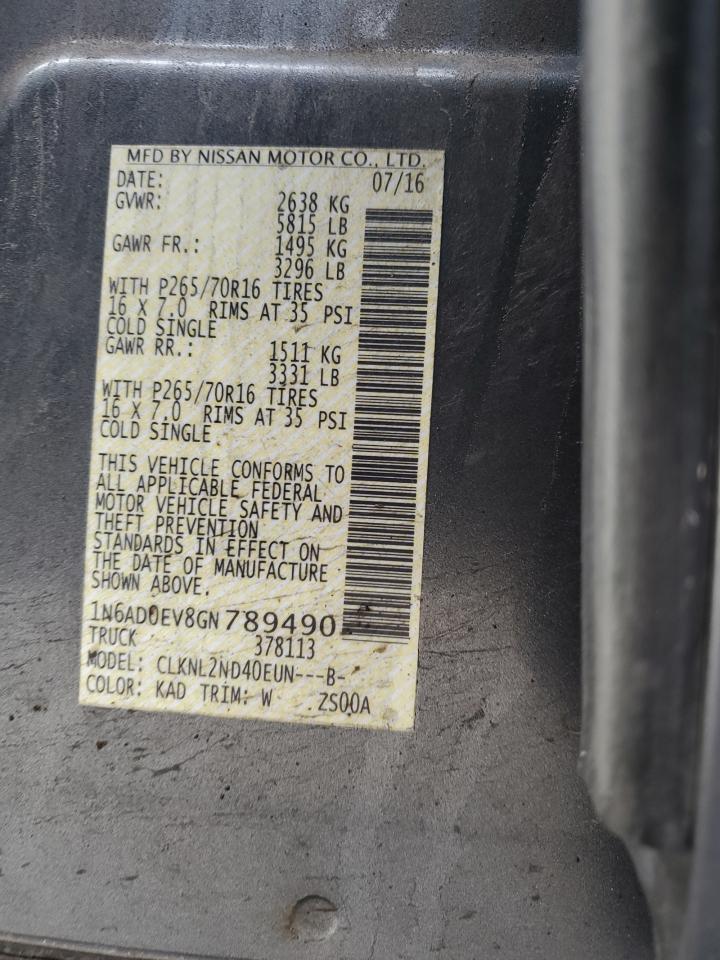 MFD BY NISSAN MOTOR CO., LTD.
DATE: 07/16
GVWR: 2638 KG
5815 LB
GAWR FR.: 1495 KG
3296 LB
WITH P265/70R16 TIRES
16 X 7.0 RIMS AT 35 PSI
COLD SINGLE
GAWR RR.: 1511 KG
3331 LB
WITH P265/70R16 TIRES
16 X 7.0 RIMS AT 35 PSI
COLD SINGLE
THIS VEHICLE CONFORMS TO
ALL APPLICABLE FEDERAL
MOTOR VEHICLE SAFETY AND
THEFT PREVENTION
STANDARDS IN EFFECT ON
THE DATE OF MANUFACTURE
SHOWN ABOVE.
1N6AD0EV8GN789490
TRUCK 378113
MODEL: CLKNL2ND40EUN---B-
COLOR: KAD TRIM: W ZS00A